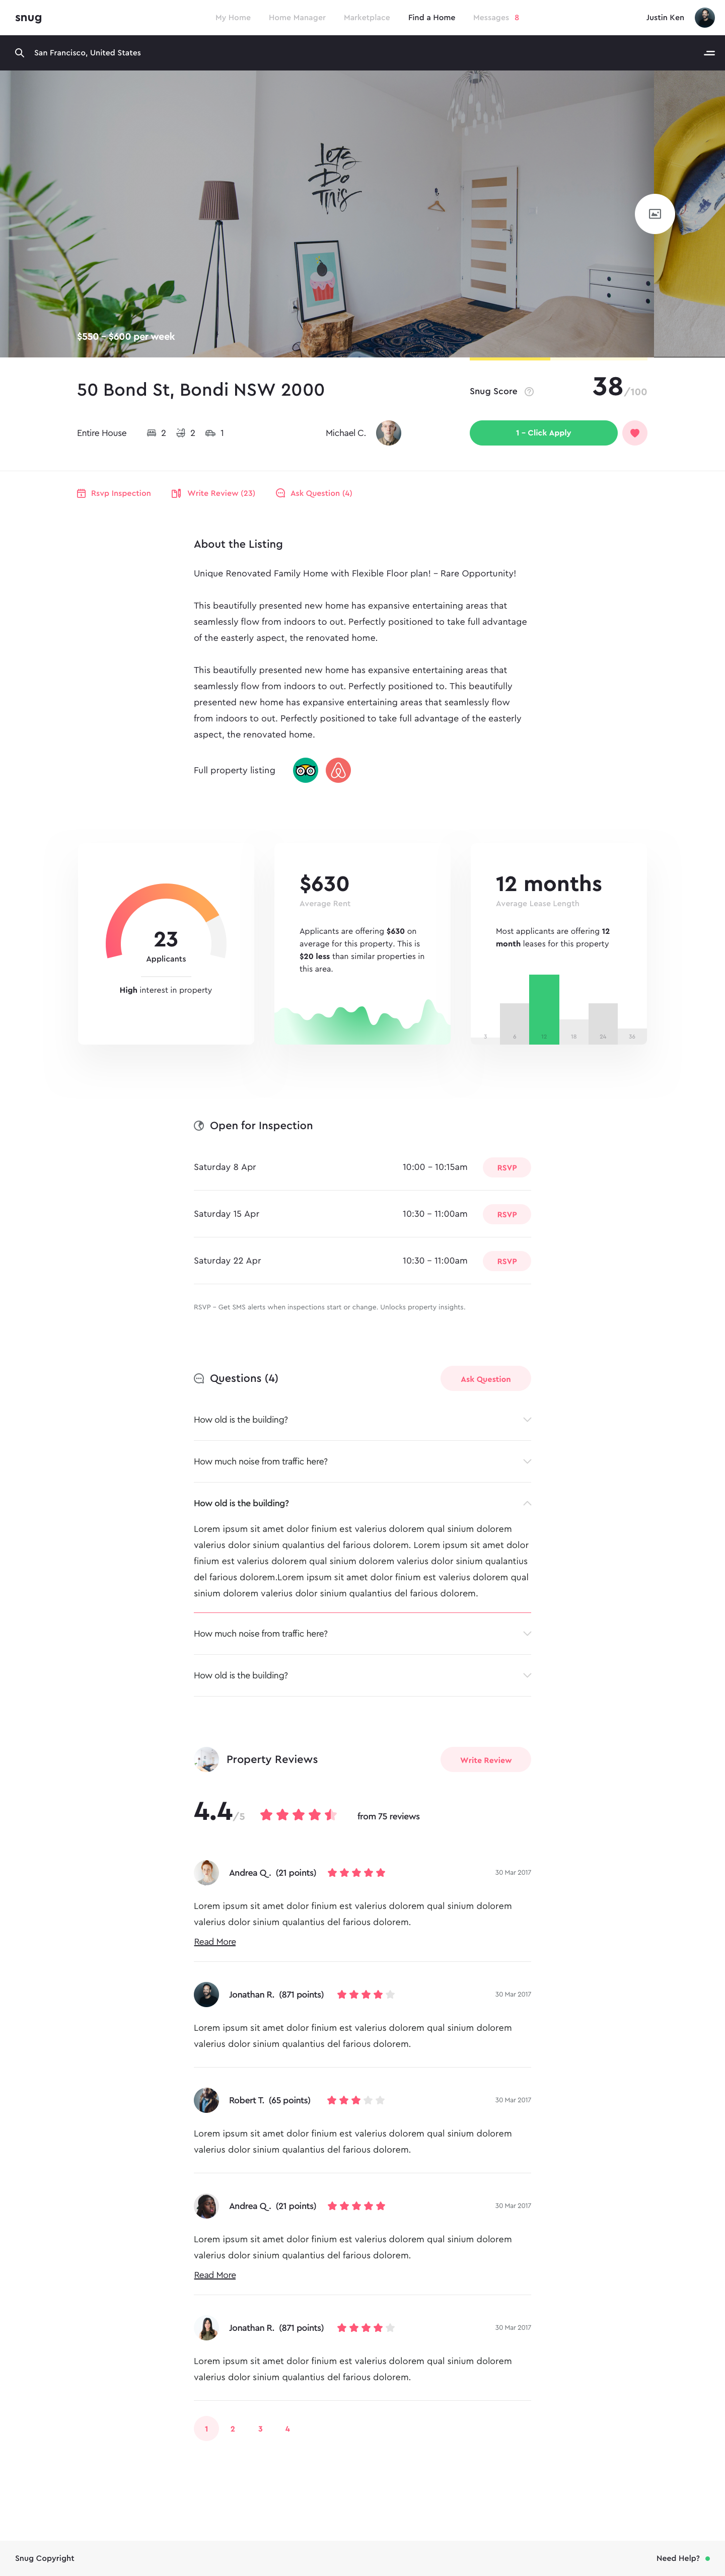 snug
My Home Home Manager Marketplace Find a Home Messages 8
Justin Ken
San Francisco, United States
Lets
Do
This
$550 – $600 per week
50 Bond St, Bondi NSW 2000
Snug Score
38/100
Entire House 2 2 1
Michael C.
1 - Click Apply
Rsvp Inspection Write Review (23) Ask Question (4)
About the Listing
Unique Renovated Family Home with Flexible Floor plan! – Rare Opportunity!
This beautifully presented new home has expansive entertaining areas that
seamlessly flow from indoors to out. Perfectly positioned to take full advantage
of the easterly aspect, the renovated home.
This beautifully presented new home has expansive entertaining areas that
seamlessly flow from indoors to out. Perfectly positioned to. This beautifully
presented new home has expansive entertaining areas that seamlessly flow
from indoors to out. Perfectly positioned to take full advantage of the easterly
aspect, the renovated home.
Full property listing
23
Applicants
High interest in property
$630
Average Rent
Applicants are offering $630 on
average for this property. This is
$20 less than similar properties in
this area.
12 months
Average Lease Length
Most applicants are offering 12
month leases for this property
6 12 18 24 36
Open for Inspection
Saturday 8 Apr 10:00 – 10:15am RSVP
Saturday 15 Apr 10:30 – 11:00am RSVP
Saturday 22 Apr 10:30 – 11:00am RSVP
RSVP – Get SMS alerts when inspections start or change. Unlocks property insights.
Questions (4)
Ask Question
How old is the building?
How much noise from traffic here?
How old is the building?
Lorem ipsum sit amet dolor finium est valerius dolorem qual sinium dolorem
valerius dolor sinium qualantius del farious dolorem. Lorem ipsum sit amet dolor
finium est valerius dolorem qual sinium dolorem valerius dolor sinium qualantius
del farious dolorem.Lorem ipsum sit amet dolor finium est valerius dolorem qual
sinium dolorem valerius dolor sinium qualantius del farious dolorem.
How much noise from traffic here?
How old is the building?
Property Reviews
Write Review
4.4/5
from 75 reviews
Andrea Q. (21 points) 30 Mar 2017
Lorem ipsum sit amet dolor finium est valerius dolorem qual sinium dolorem
valerius dolor sinium qualantius del farious dolorem.
Read More
Jonathan R. (871 points) 30 Mar 2017
Lorem ipsum sit amet dolor finium est valerius dolorem qual sinium dolorem
valerius dolor sinium qualantius del farious dolorem.
Robert T. (65 points) 30 Mar 2017
Lorem ipsum sit amet dolor finium est valerius dolorem qual sinium dolorem
valerius dolor sinium qualantius del farious dolorem.
Andrea Q. (21 points) 30 Mar 2017
Lorem ipsum sit amet dolor finium est valerius dolorem qual sinium dolorem
valerius dolor sinium qualantius del farious dolorem.
Read More
Jonathan R. (871 points) 30 Mar 2017
Lorem ipsum sit amet dolor finium est valerius dolorem qual sinium dolorem
valerius dolor sinium qualantius del farious dolorem.
1 2 3 4
Snug Copyright
Need Help?